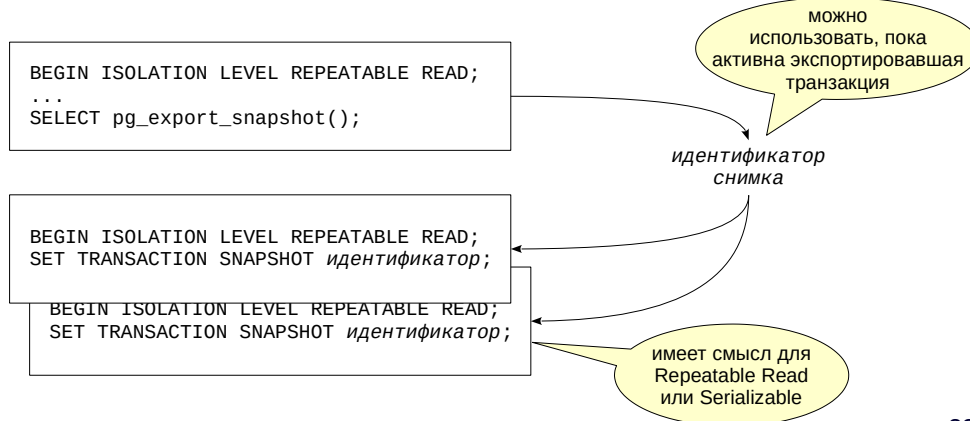 можно
использовать, пока
активна экспортировавшая
транзакция
BEGIN ISOLATION LEVEL REPEATABLE READ;
...
SELECT pg_export_snapshot();
идентификатор
снимка
BEGIN ISOLATION LEVEL REPEATABLE READ;
SET TRANSACTION SNAPSHOT идентификатор;
BEGIN ISOLATION LEVEL REPEATABLE READ;
SET TRANSACTION SNAPSHOT идентификатор;
имеет смысл для
Repeatable Read
или Serializable